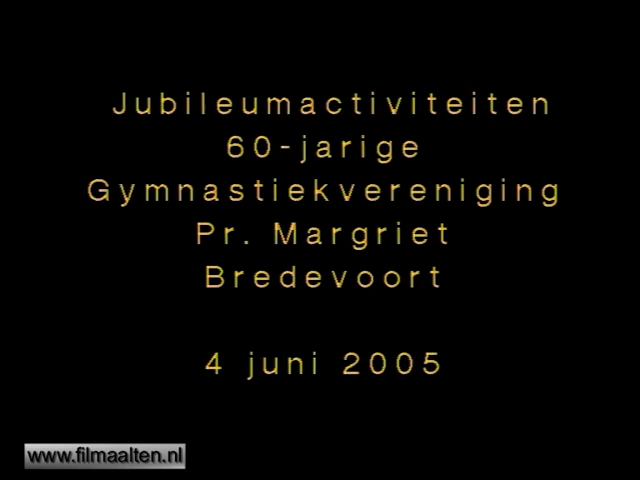 Jubileumactiviteiten
60-jarige
Gymnastiekvereniging
Pr. Margriet
Bredevoort
4 juni 2005
www.filmaalten.nl